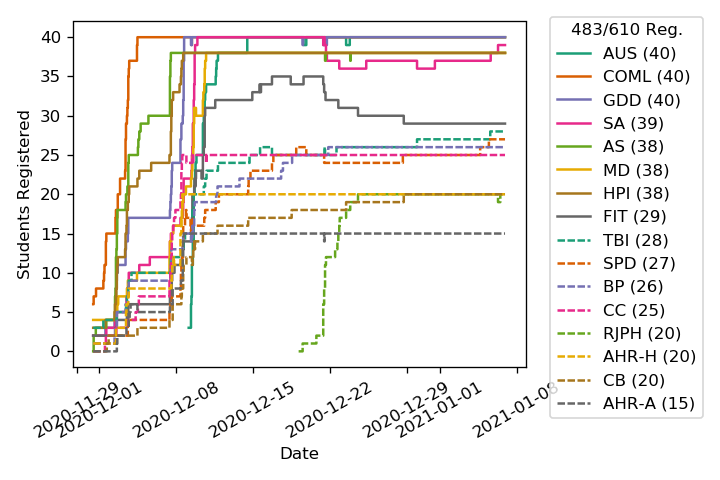 40
35
30
25
20
15
10
5
0
Students Registered
2020-11-29
2020-12-01
2020-12-08
2020-12-15
2020-12-22
2020-12-29
2021-01-01
2021-01-08
Date
483/610 Reg.
AUS (40)
COML (40)
GDD (40)
SA (39)
AS (38)
MD (38)
HPI (38)
FIT (29)
TBI (28)
SPD (27)
BP (26)
CC (25)
RJPH (20)
AHR-H (20)
CB (20)
AHR-A (15)